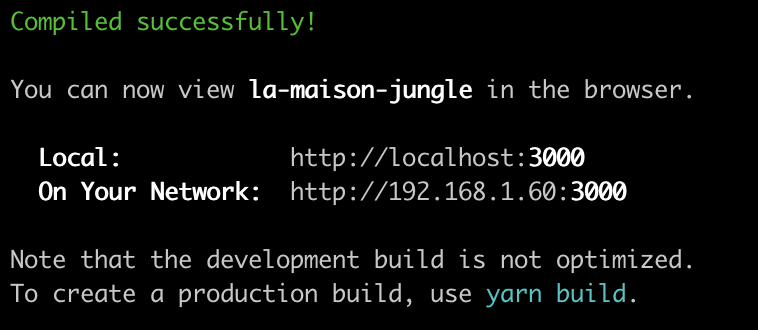 Compiled successfully!
You can now view la-maison-jungle in the browser.
Local: http://localhost:3000
On Your Network: http://192.168.1.60:3000
Note that the development build is not optimized.
To create a production build, use yarn build.